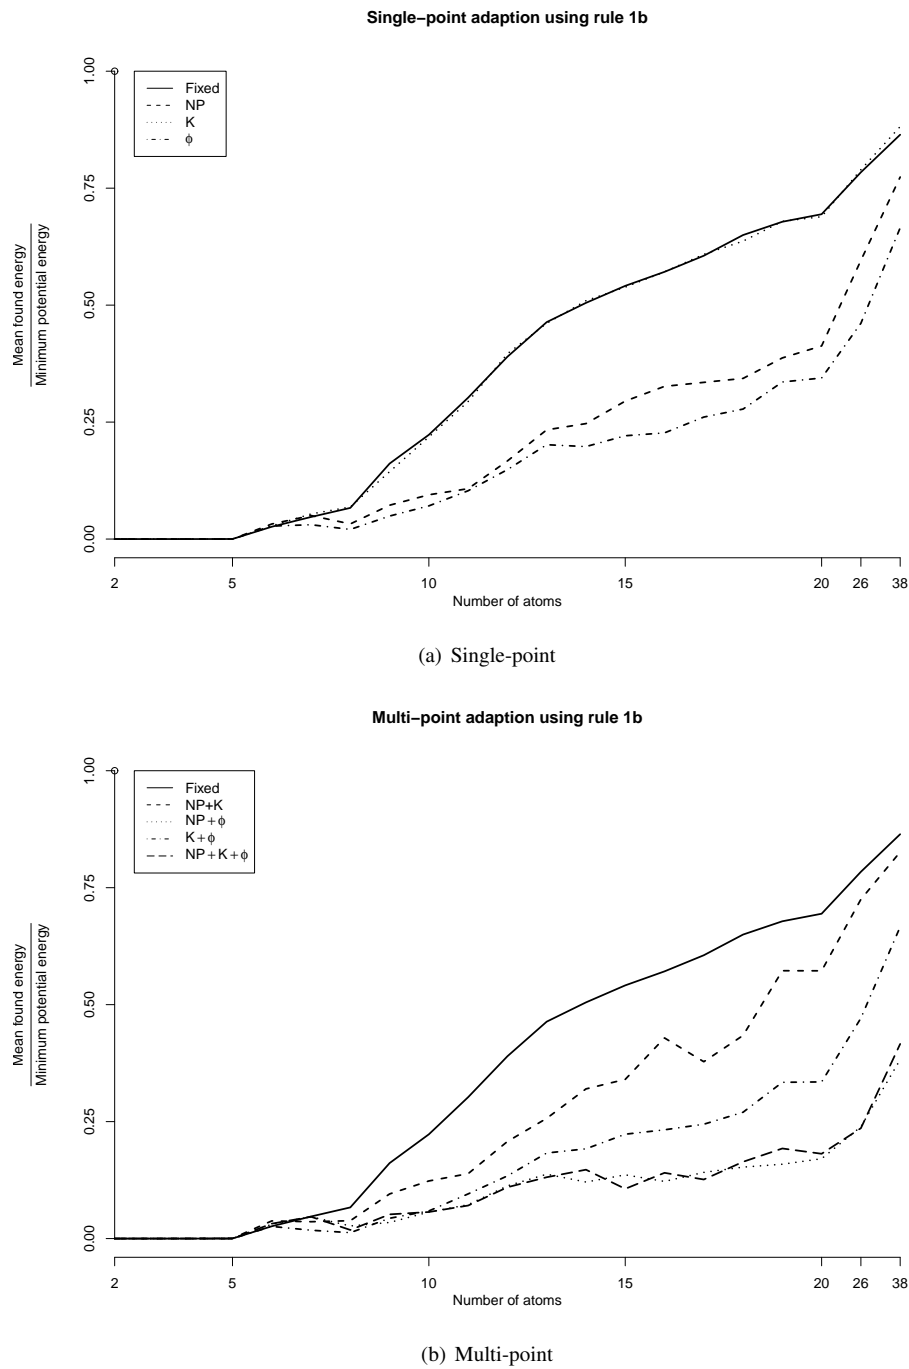 Single−point adaption using rule 1b
1.00
0.75
0.50
0.25
0.00
Mean found energy
Minimum potential energy
Fixed
NP
K
ϕ
2 5 10 15 20 26 38
Number of atoms
(a) Single-point
Multi−point adaption using rule 1b
1.00
0.75
0.50
0.25
0.00
Mean found energy
Minimum potential energy
Fixed
NP+K
NP + ϕ
K + ϕ
NP + K + ϕ
2 5 10 15 20 26 38
Number of atoms
(b) Multi-point